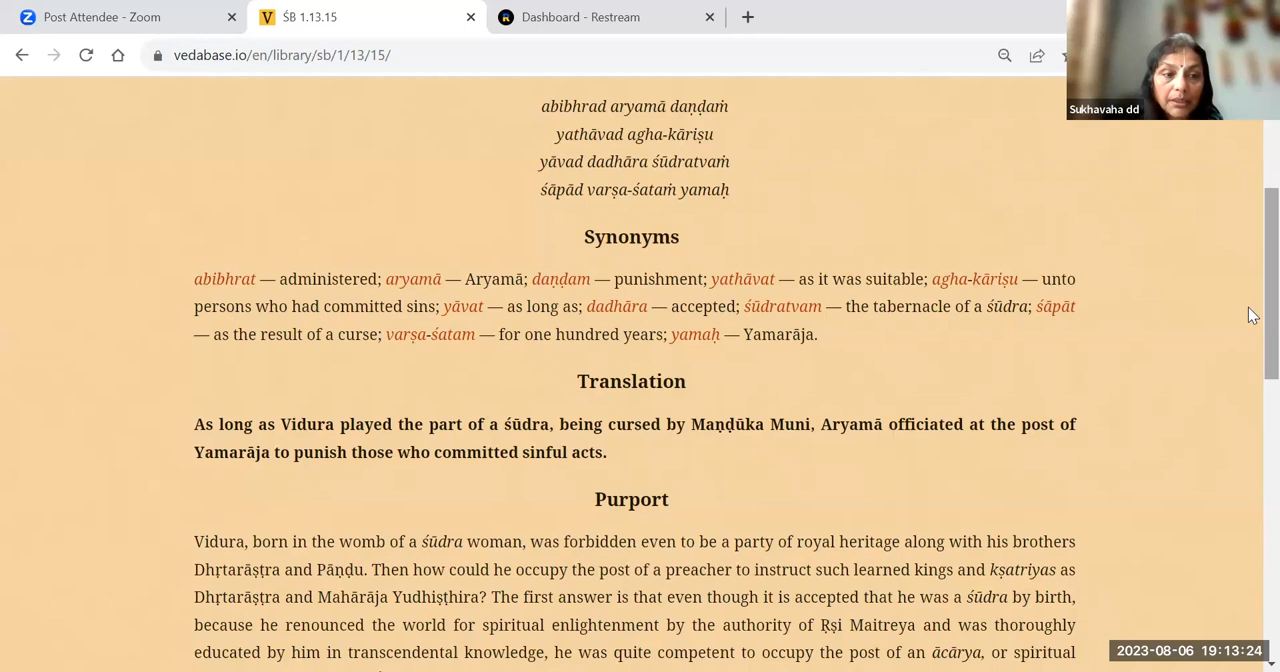 Post Attendee - Zoom
ŚB 1.13.15
Dashboard - Restream
vedabase.io/en/library/sb/1/13/15/
Sukhavaha dd
abibhrad aryamā daṇḍaṁ
yathāvad agha-kāriṣu
yāvad dadhāra śūdratvaṁ
śāpād varṣa-śataṁ yamaḥ
Synonyms
abibhrat — administered; aryamā — Aryamā; daṇḍam — punishment; yathāvat — as it was suitable; agha-kāriṣu — unto
persons who had committed sins; yāvat — as long as; dadhāra — accepted; śūdratvam — the tabernacle of a śūdra; śāpāt
— as the result of a curse; varṣa-śatam — for one hundred years; yamaḥ — Yamarāja.
Translation
As long as Vidura played the part of a śūdra, being cursed by Maṇḍūka Muni, Aryamā officiated at the post of
Yamarāja to punish those who committed sinful acts.
Purport
Vidura, born in the womb of a śūdra woman, was forbidden even to be a party of royal heritage along with his brothers
Dhṛtarāṣṭra and Pāṇḍu. Then how could he occupy the post of a preacher to instruct such learned kings and kṣatriyas as
Dhṛtarāṣṭra and Mahārāja Yudhiṣṭhira? The first answer is that even though it is accepted that he was a śūdra by birth,
because he renounced the world for spiritual enlightenment by the authority of Ṛṣi Maitreya and was thoroughly
educated by him in transcendental knowledge, he was quite competent to occupy the post of an ācārya, or spiritual
2023-08-06 19:13:24